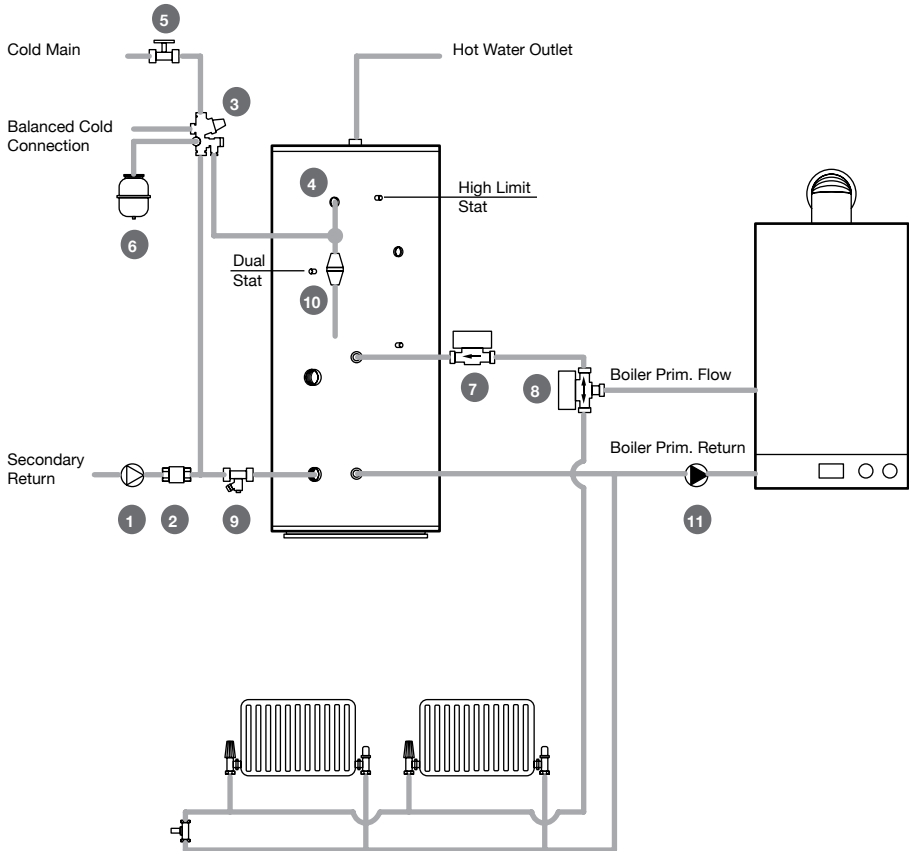 5
Cold Main
Hot Water Outlet
3
Balanced Cold
Connection
4
High Limit
Stat
6
Dual
Stat
10
7
8
Boiler Prim. Flow
Boiler Prim. Return
Secondary
Return
1
2
9
11